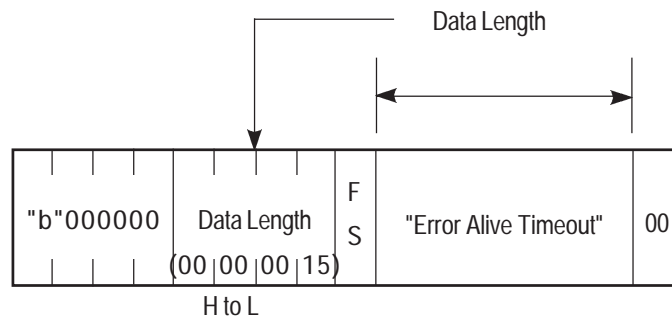 Data Length
"b"000000
Data Length
(00 00 00 15)
F
S
"Error Alive Timeout"
00
H to L